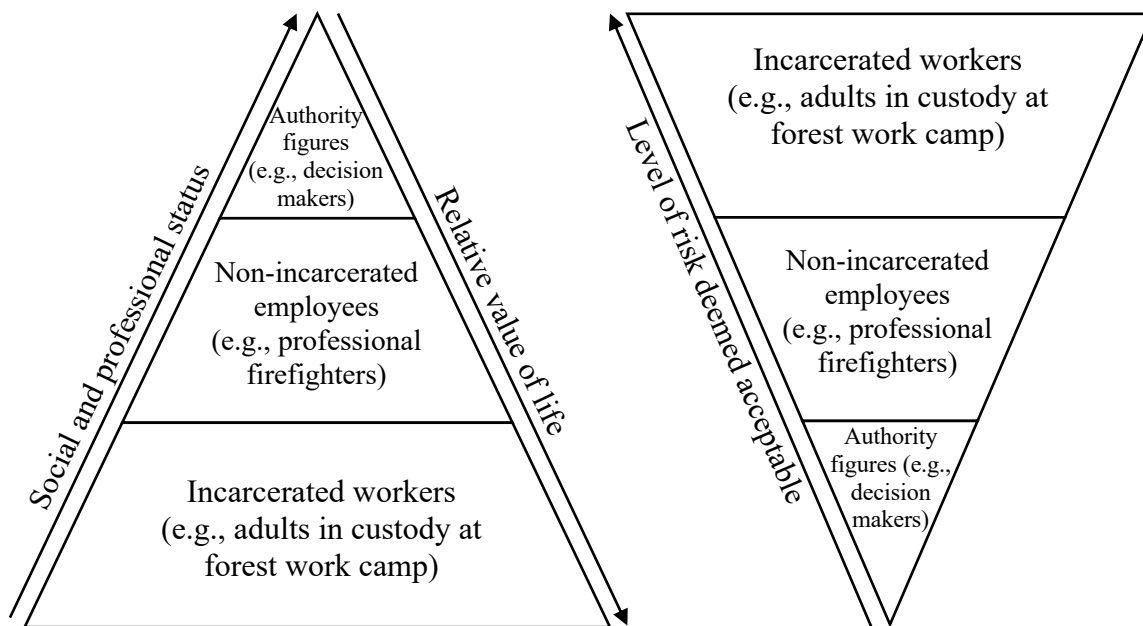 Social and professional status
Authority
figures
(e.g., decision
makers)
Non-incarcerated
employees
(e.g., professional
firefighters)
Incarcerated workers
(e.g., adults in custody at
forest work camp)
Relative value of life
Level of risk deemed acceptable
Incarcerated workers
(e.g., adults in custody at
forest work camp)
Non-incarcerated
employees
(e.g., professional
firefighters)
Authority
figures (e.g.,
decision
makers)